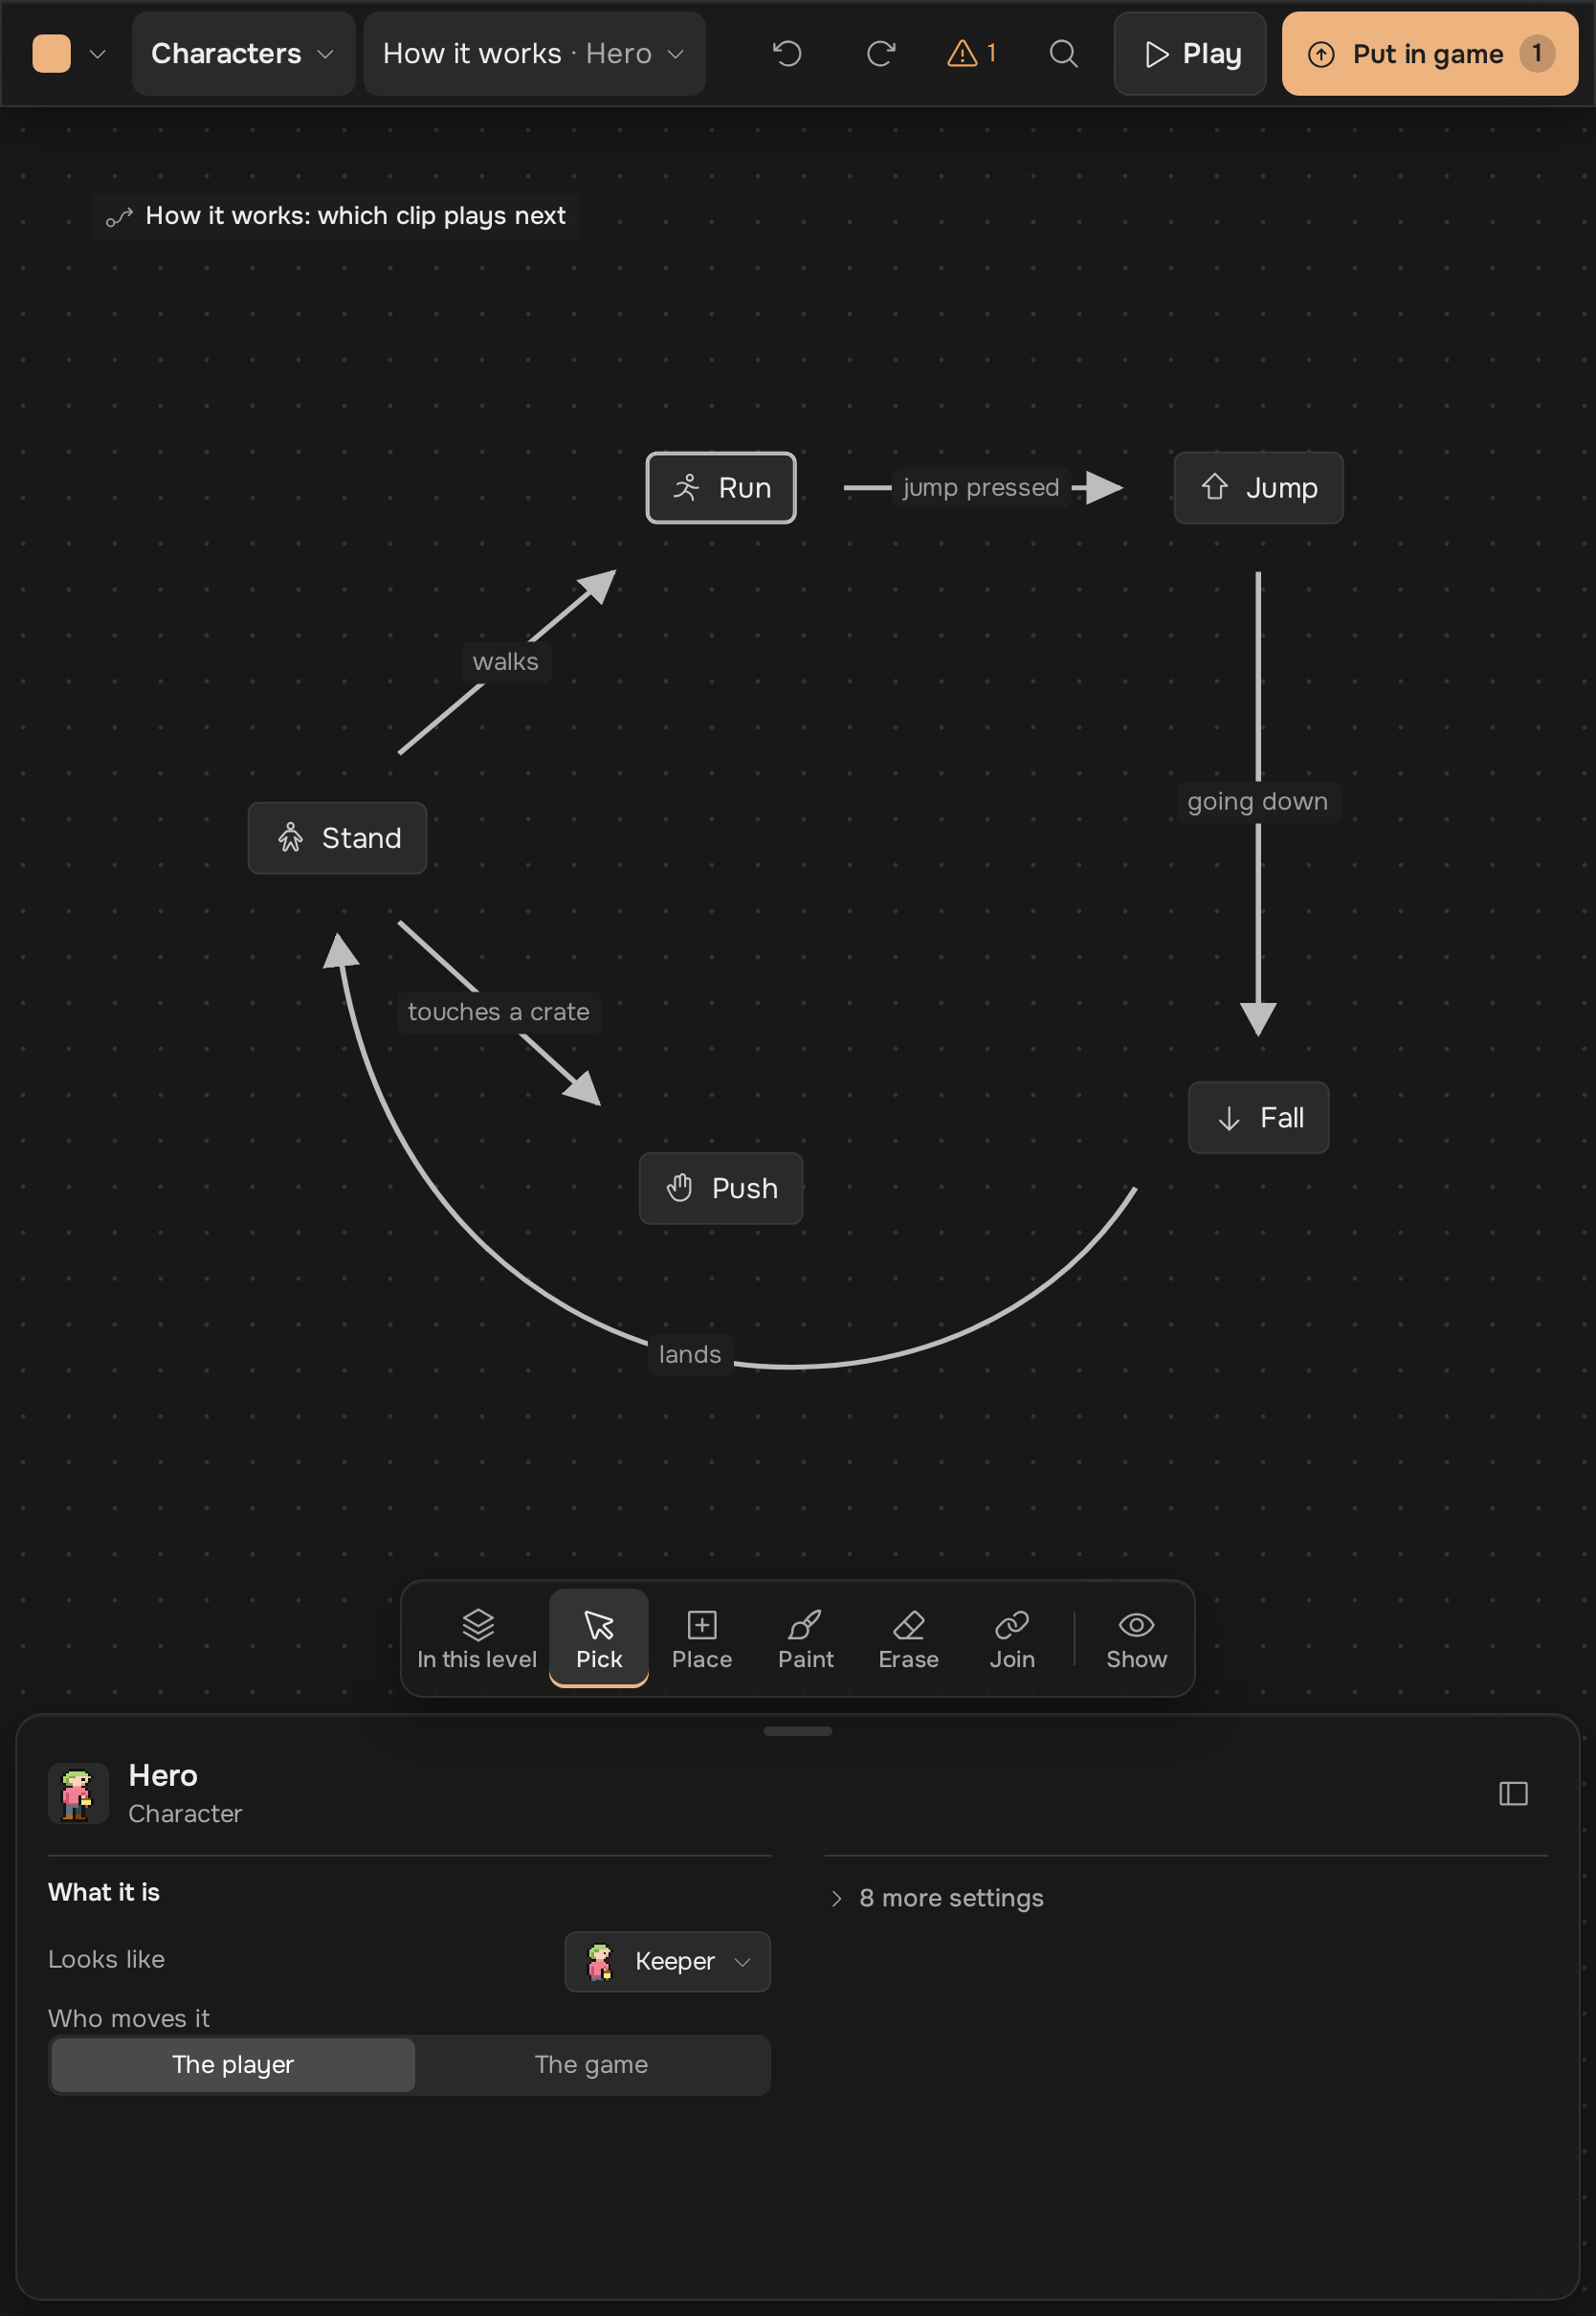 Characters
How it works · Hero
1
Play
Put in game 1
How it works: which clip plays next
Run
jump pressed
Jump
walks
going down
Stand
touches a crate
Fall
Push
lands
In this level
Pick
Place
Paint
Erase
Join
Show
Hero
Character
What it is
8 more settings
Looks like
Keeper
Who moves it
The player
The game